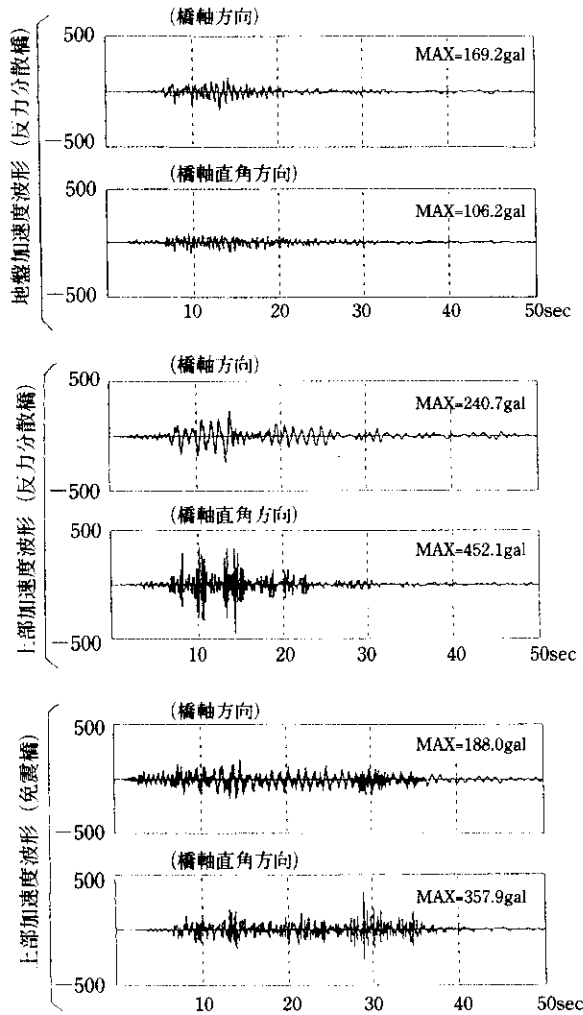 地盤加速度波形 (反力分散橋)
(橋軸方向)
500
MAX=169.2gal
−500
(橋軸直角方向)
500
MAX=106.2gal
−500
10 20 30 40 50sec
上部加速度波形 (反力分散橋)
(橋軸方向)
500
MAX=240.7gal
−500
(橋軸直角方向)
500
MAX=452.1gal
−500
10 20 30 40 50sec
上部加速度波形 (免震橋)
(橋軸方向)
500
MAX=188.0gal
−500
(橋軸直角方向)
500
MAX=357.9gal
−500
10 20 30 40 50sec